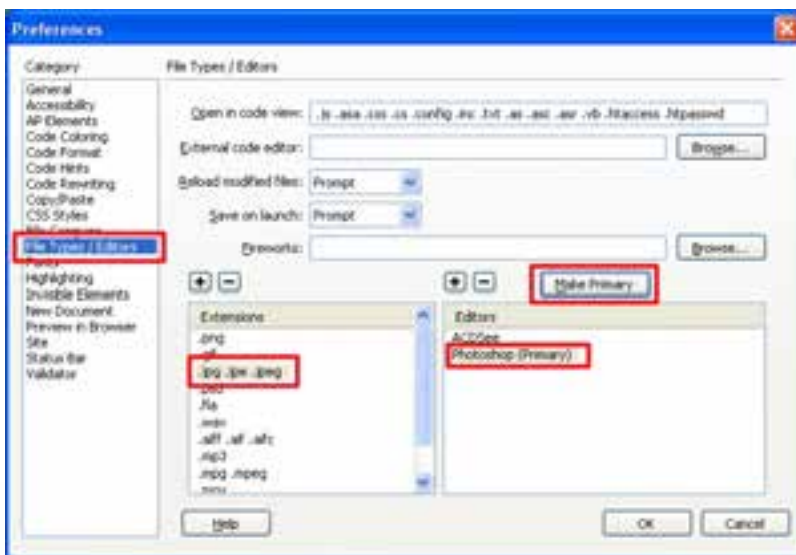 Preferences
Category
File Types / Editors
General
Accessibility
AP Elements
Code Coloring
Code Format
Code Hints
Code Rewriting
Copy/Paste
CSS Styles
File Compare
File Types / Editors
Fonts
Highlighting
Invisible Elements
New Document
Preview in Browser
Site
Status Bar
Validator
Open in code view: .js .asa .css .cs .config .inc .txt .as .asc .asr .vb .htaccess .htpasswd
External code editor: Browse...
Reload modified files: Prompt
Save on launch: Prompt
Fireworks: Browse...
Make Primary
Extensions
.png
.gif
.jpg .jpe .jpeg
.psd
.fla
.wav
.aiff .aif .aifc
.mp3
.mpg .mpeg
Editors
ACDSee
Photoshop (Primary)
Help
OK
Cancel